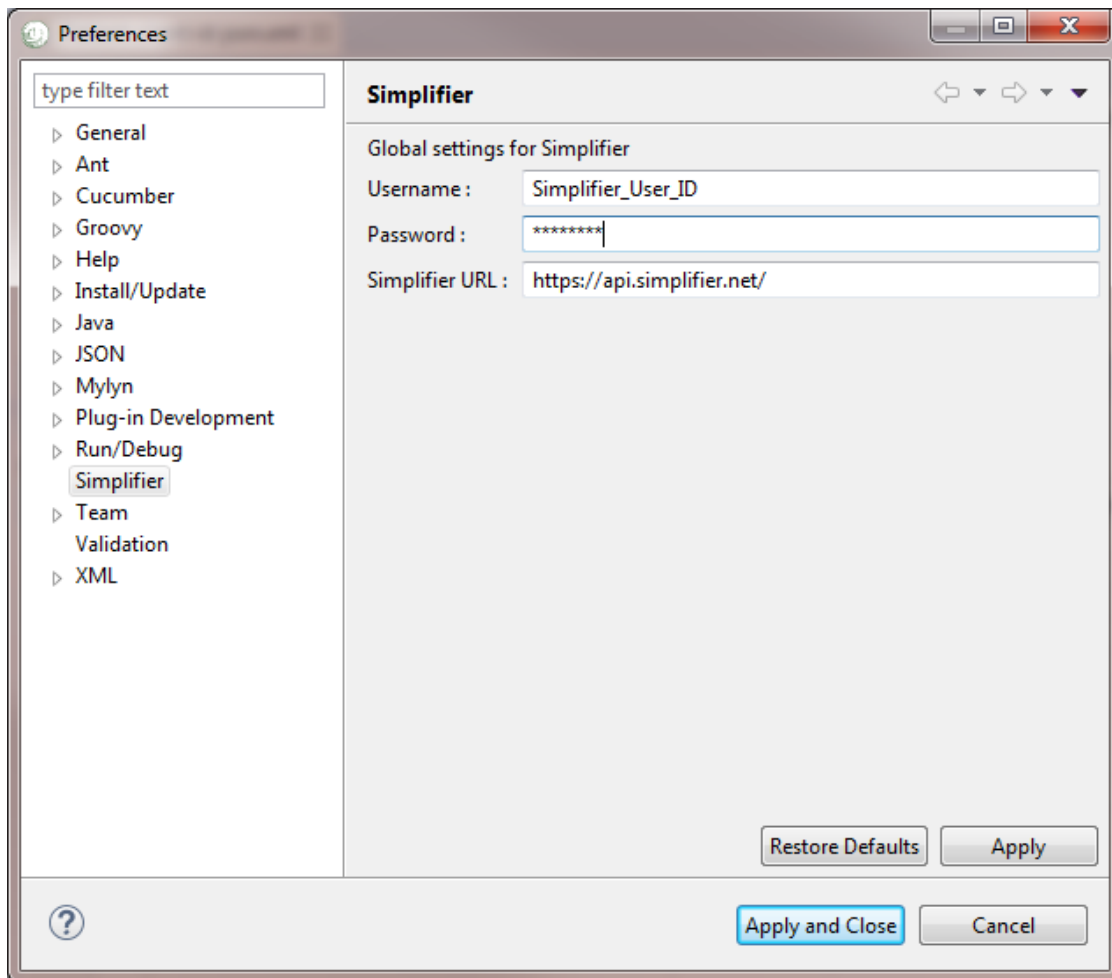 Preferences
type filter text
General
Ant
Cucumber
Groovy
Help
Install/Update
Java
JSON
Mylyn
Plug-in Development
Run/Debug
Simplifier
Team
Validation
XML
Simplifier
Global settings for Simplifier
Username : Simplifier_User_ID
Password : ********
Simplifier URL : https://api.simplifier.net/
Restore Defaults Apply
? Apply and Close Cancel